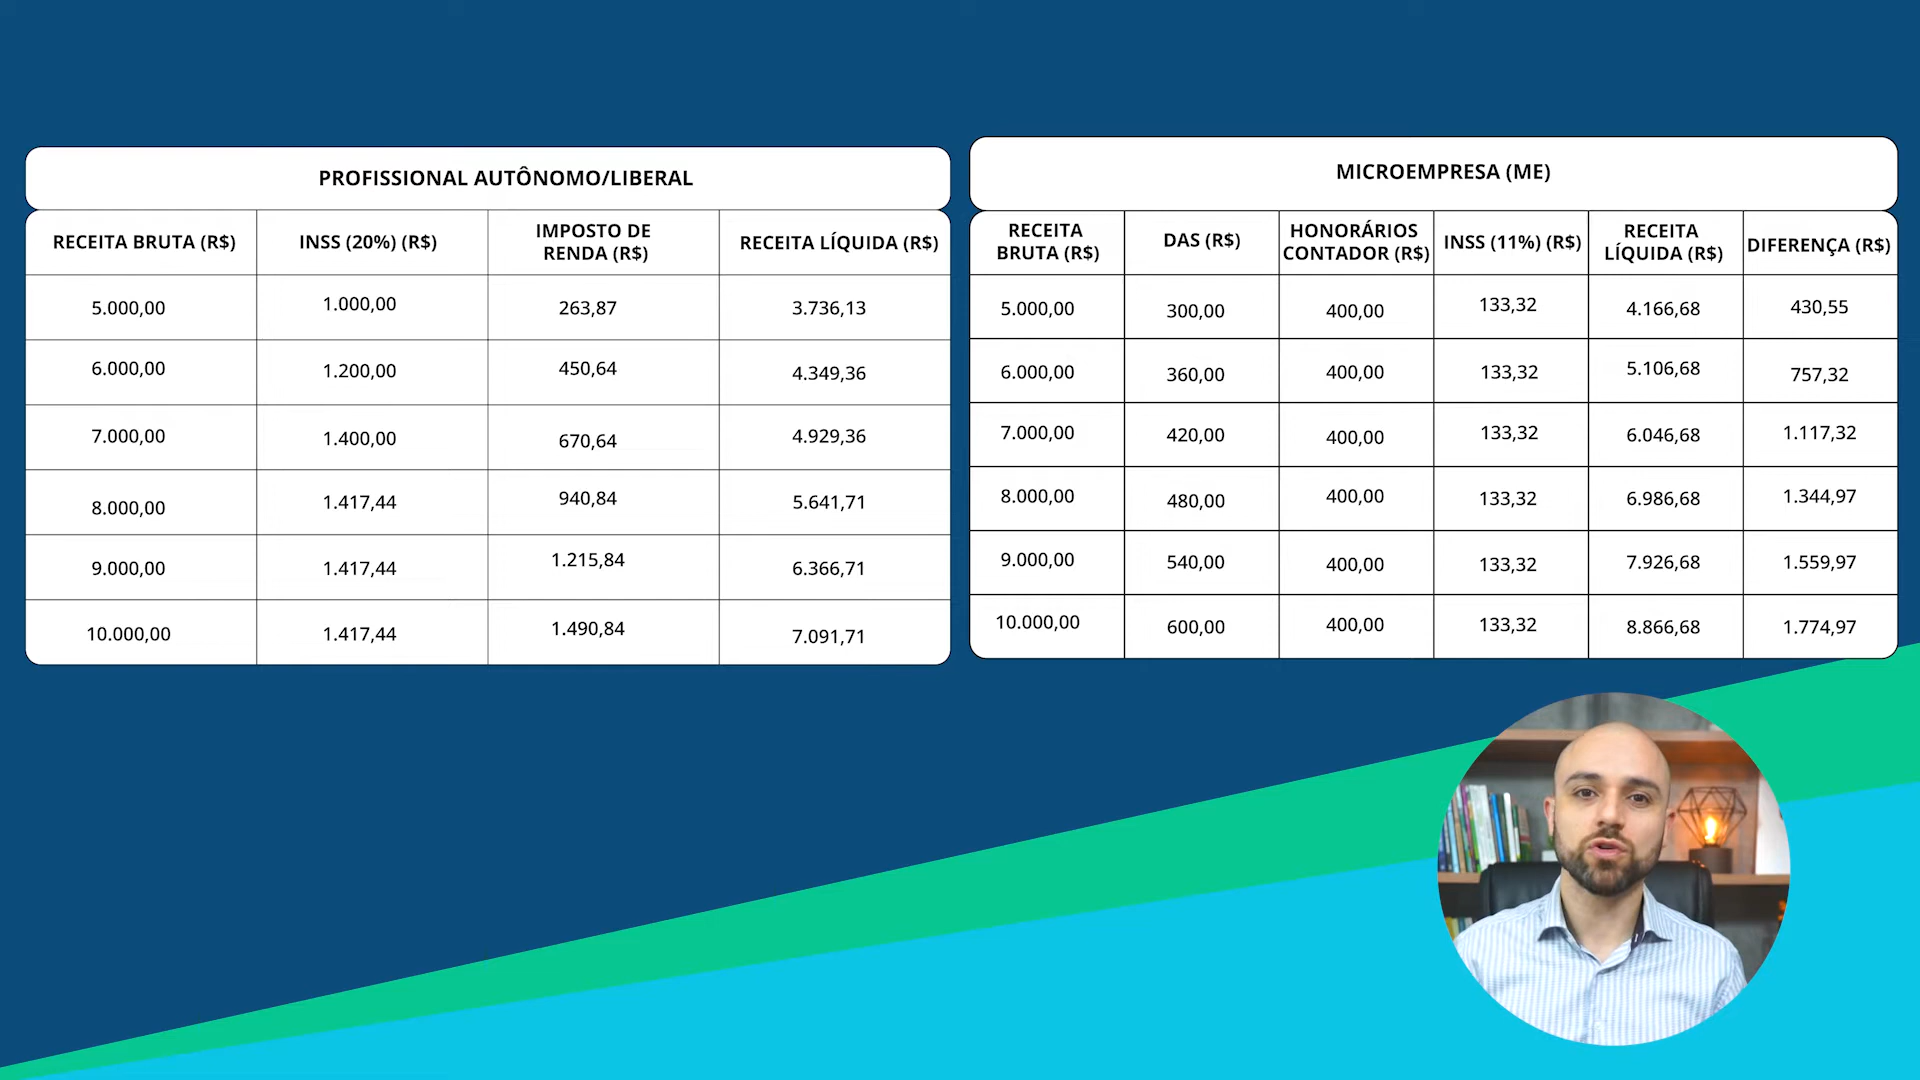 PROFISSIONAL AUTÔNOMO/LIBERAL
RECEITA BRUTA (R$) INSS (20%) (R$) IMPOSTO DE RENDA (R$) RECEITA LÍQUIDA (R$)
5.000,00 1.000,00 263,87 3.736,13
6.000,00 1.200,00 450,64 4.349,36
7.000,00 1.400,00 670,64 4.929,36
8.000,00 1.417,44 940,84 5.641,71
9.000,00 1.417,44 1.215,84 6.366,71
10.000,00 1.417,44 1.490,84 7.091,71
MICROEMPRESA (ME)
RECEITA BRUTA (R$) DAS (R$) HONORÁRIOS CONTADOR (R$) INSS (11%) (R$) RECEITA LÍQUIDA (R$) DIFERENÇA (R$)
5.000,00 300,00 400,00 133,32 4.166,68 430,55
6.000,00 360,00 400,00 133,32 5.106,68 757,32
7.000,00 420,00 400,00 133,32 6.046,68 1.117,32
8.000,00 480,00 400,00 133,32 6.986,68 1.344,97
9.000,00 540,00 400,00 133,32 7.926,68 1.559,97
10.000,00 600,00 400,00 133,32 8.866,68 1.774,97